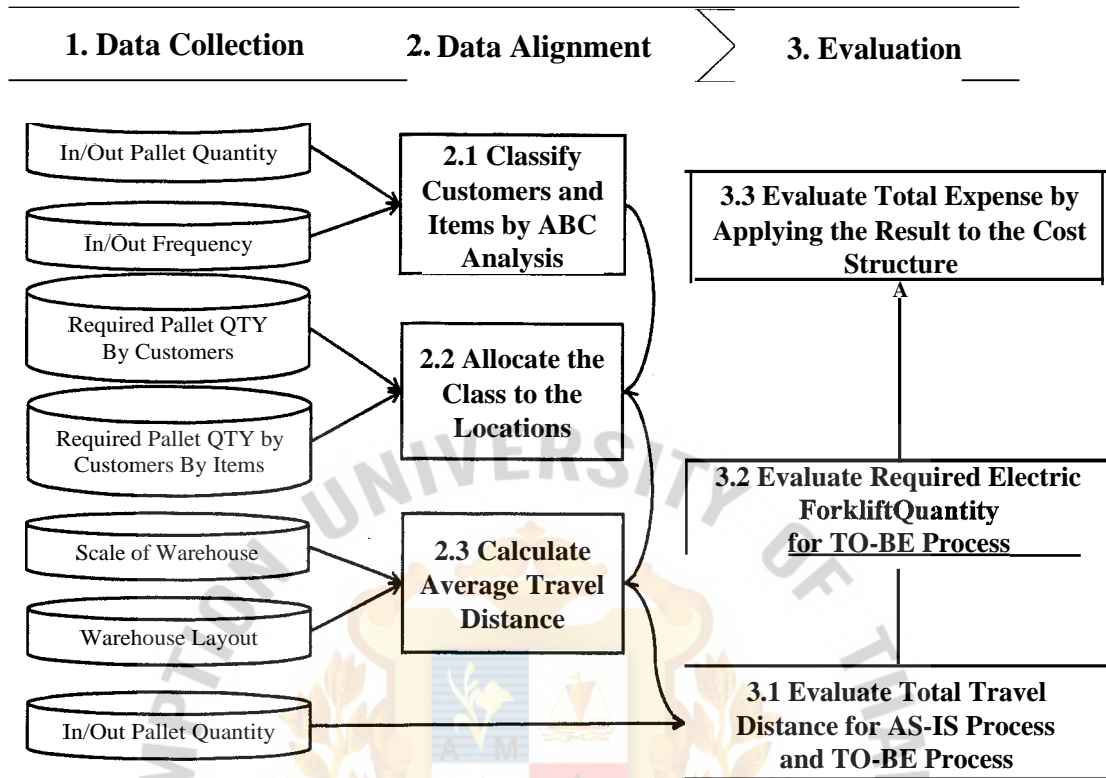 1. Data Collection
2. Data Alignment
3. Evaluation
In/Out Pallet Quantity
In/Out Frequency
Required Pallet QTY
By Customers
Required Pallet QTY by
Customers By Items
Scale of Warehouse
Warehouse Layout
In/Out Pallet Quantity
2.1 Classify
Customers and
Items by ABC
Analysis
2.2 Allocate the
Class to the
Locations
2.3 Calculate
Average Travel
Distance
3.3 Evaluate Total Expense by
Applying the Result to the Cost
Structure
A
3.2 Evaluate Required Electric
ForkliftQuantity
for TO-BE Process
3.1 Evaluate Total Travel
Distance for AS-IS Process
and TO-BE Process
MPTION UNIVERSITY OF THA
A M